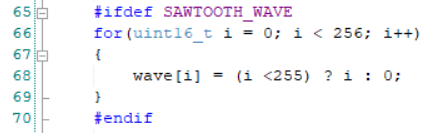 65 #ifdef SAWTOOTH_WAVE
66 for(uint16_t i = 0; i < 256; i++)
67 {
68 wave[i] = (i <255) ? i : 0;
69 }
70 #endif